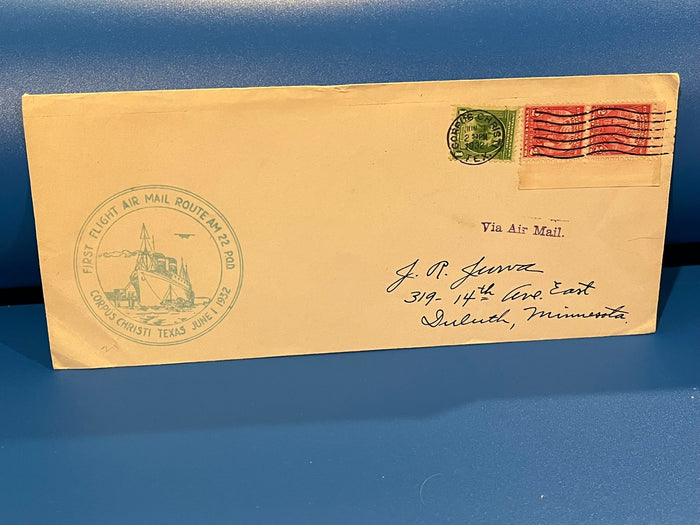 CORPUS CHRISTI
1932
TEX.
Via Air Mail.
FIRST FLIGHT AIR MAIL ROUTE AM 22 POD
CORPUS CHRISTI TEXAS JUNE 1 1932
319-14th Ave. East
Duluth, Minnesota.